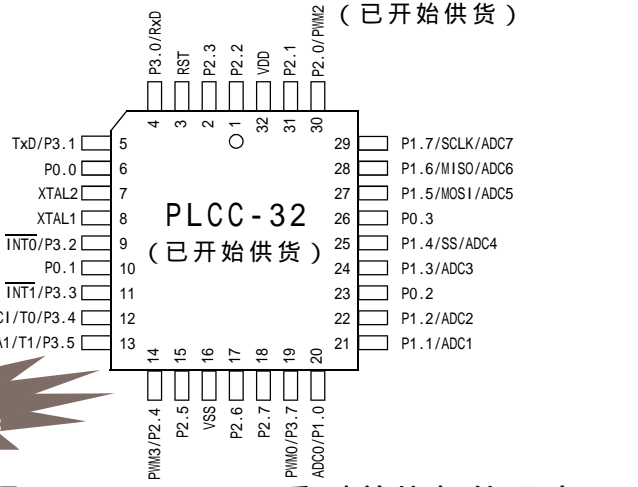 (已开始供货)
P3.0/RxD
RST
P2.3
P2.2
VDD
P2.1
P2.0/PWM2
4 3 2 1 32 31 30
TxD/P3.1 5
P0.0 6
XTAL2 7
XTAL1 8
INT0/P3.2 9
P0.1 10
INT1/P3.3 11
/T0/P3.4 12
/T1/P3.5 13
PLCC-32
(已开始供货)
29 P1.7/SCLK/ADC7
28 P1.6/MISO/ADC6
27 P1.5/MOSI/ADC5
26 P0.3
25 P1.4/SS/ADC4
24 P1.3/ADC3
23 P0.2
22 P1.2/ADC2
21 P1.1/ADC1
14 15 16 17 18 19 20
PWM3/P2.4
P2.5
VSS
P2.6
P2.7
PWM0/P3.7
ADC0/P1.0